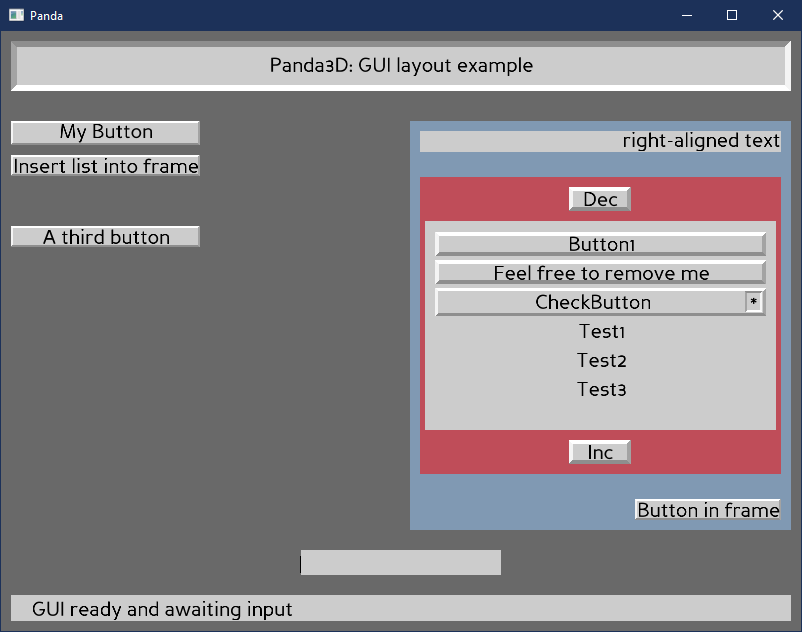 Panda
Panda3D: GUI layout example
My Button
Insert list into frame
A third button
right-aligned text
Dec
Button1
Feel free to remove me
CheckButton *
Test1
Test2
Test3
Inc
Button in frame
GUI ready and awaiting input